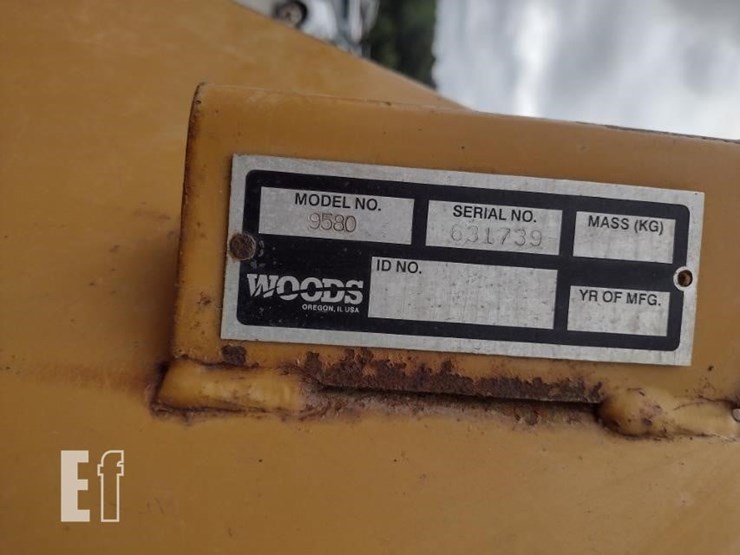 MODEL NO.
9580
SERIAL NO.
631739
MASS (KG)
WOODS
OREGON, IL USA
ID NO.
YR OF MFG.
Ef